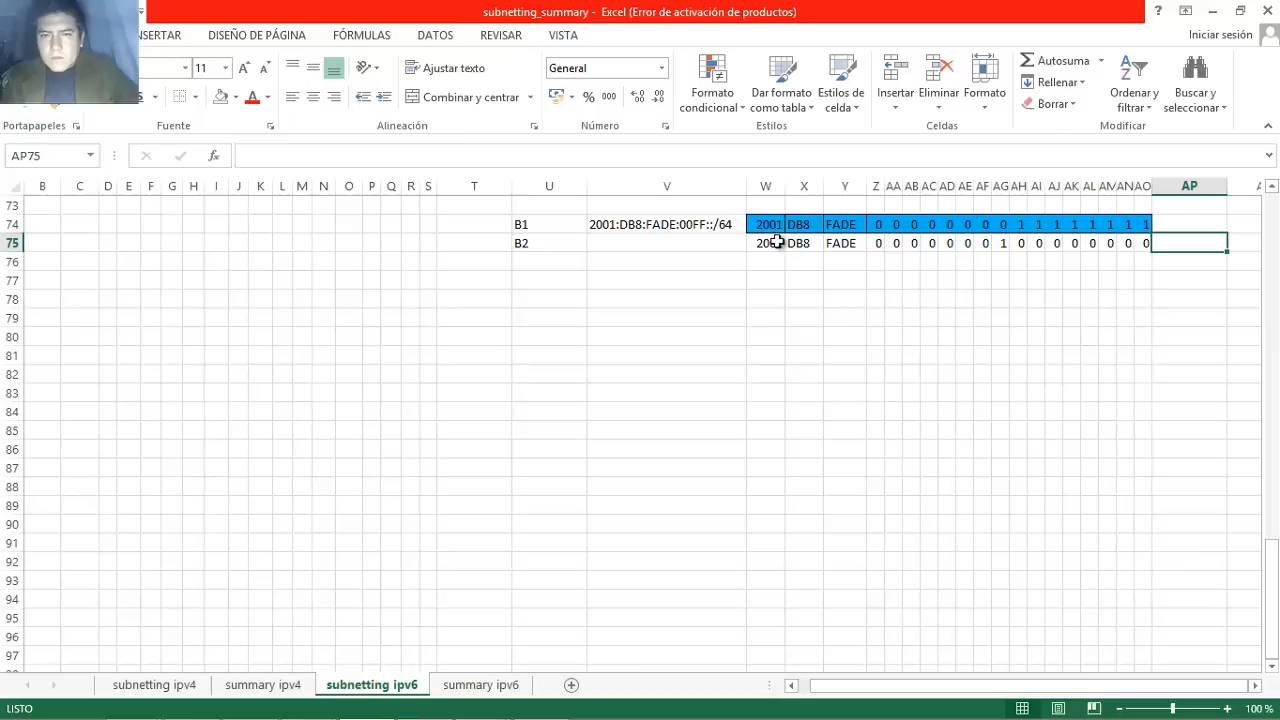 subnetting_summary - Excel (Error de activación de productos)
INSERTAR DISEÑO DE PÁGINA FÓRMULAS DATOS REVISAR VISTA Iniciar sesión
11 A A Ajustar texto General Autosuma
Combinar y centrar % 000 Formato condicional Dar formato como tabla Estilos de celda Insertar Eliminar Formato Rellenar Borrar Ordenar y filtrar Buscar y seleccionar
Portapapeles Fuente Alineación Número Estilos Celdas Modificar
AP75 fx
B C D E F G H I J K L M N O P Q R S T U V W X Y Z AA AB AC AD AE AF AG AH AI AJ AK AL AM AN AO AP
73
74 B1 2001:DB8:FADE:00FF::/64 2001 DB8 FADE 0 0 0 0 0 0 0 0 1 1 1 1 1 1 1 1
75 B2 DB8 FADE 0 0 0 0 0 0 0 1 0 0 0 0 0 0 0 0
76
77
78
79
80
81
82
83
84
85
86
87
88
89
90
91
92
93
94
95
96
97
subnetting ipv4 summary ipv4 subnetting ipv6 summary ipv6
LISTO 100 %